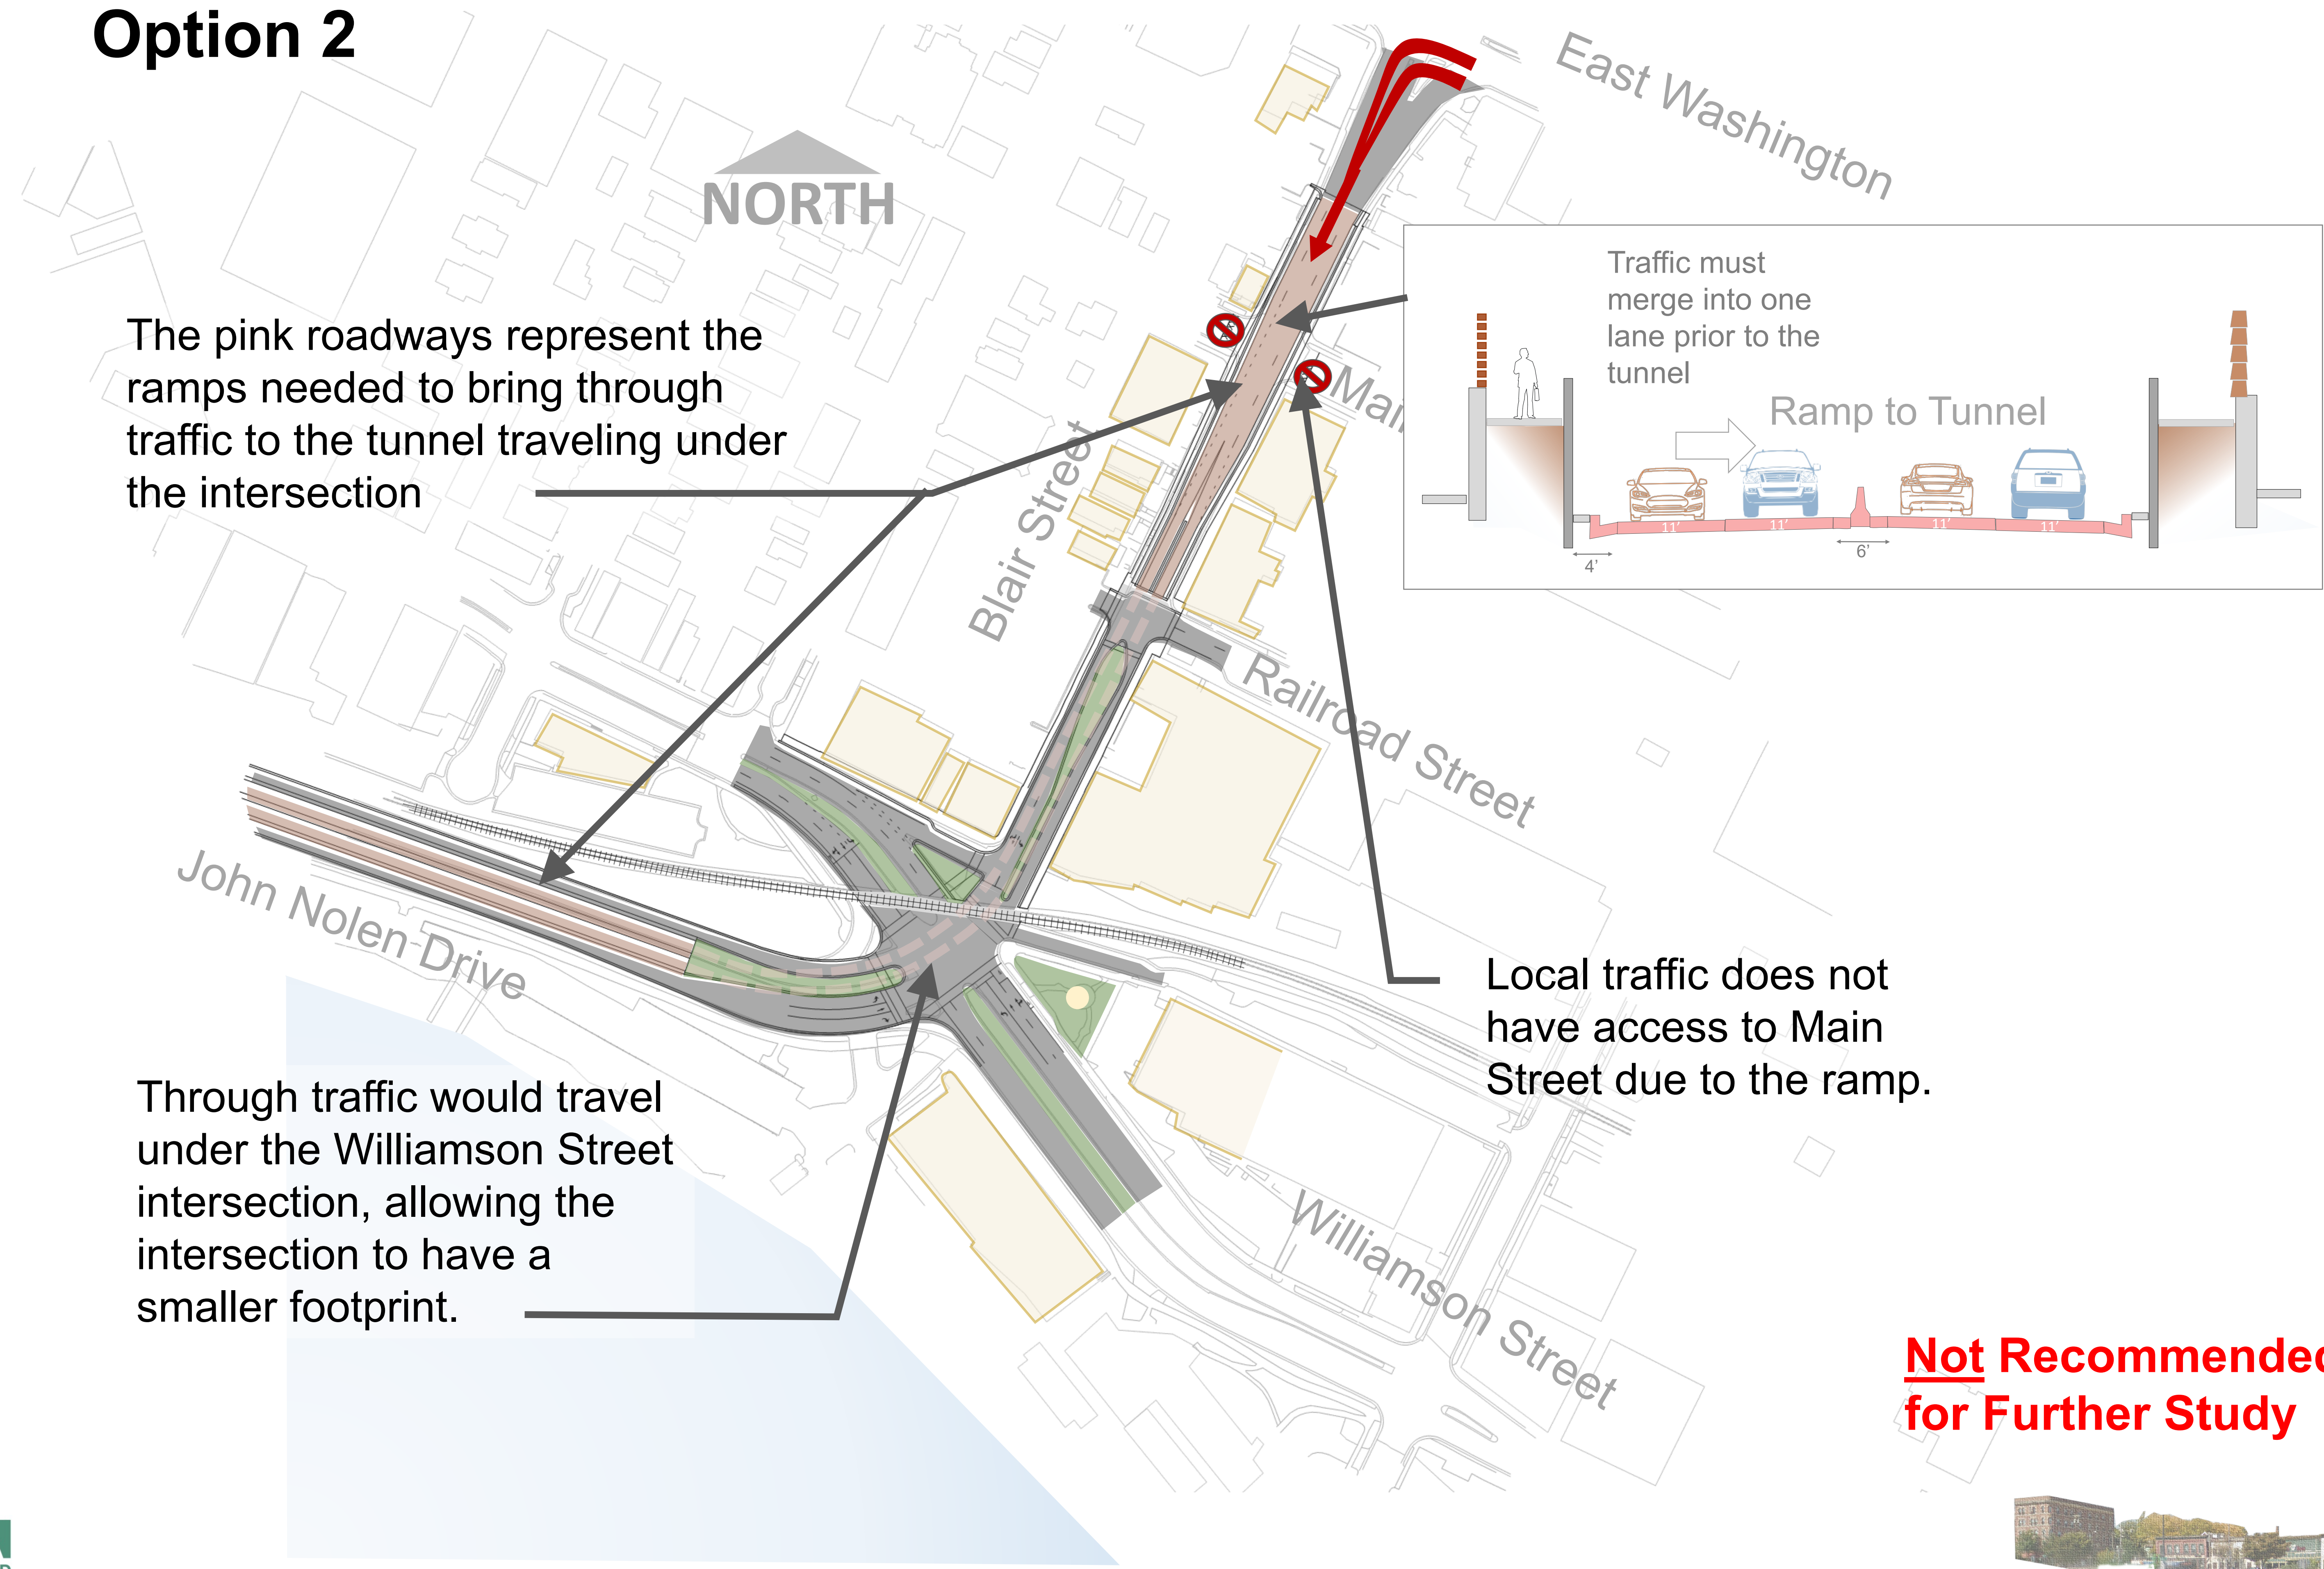 Option 2
East Washington
NORTH
Traffic must
merge into one
lane prior to the
tunnel
Ramp to Tunnel
11'
11'
11'
11'
6'
4'
The pink roadways represent the
ramps needed to bring through
traffic to the tunnel traveling under
the intersection
Blair Street
Railroad Street
John Nolen Drive
Local traffic does not
have access to Main
Street due to the ramp.
Through traffic would travel
under the Williamson Street
intersection, allowing the
intersection to have a
smaller footprint.
Williamson Street
Not Recommended
for Further Study